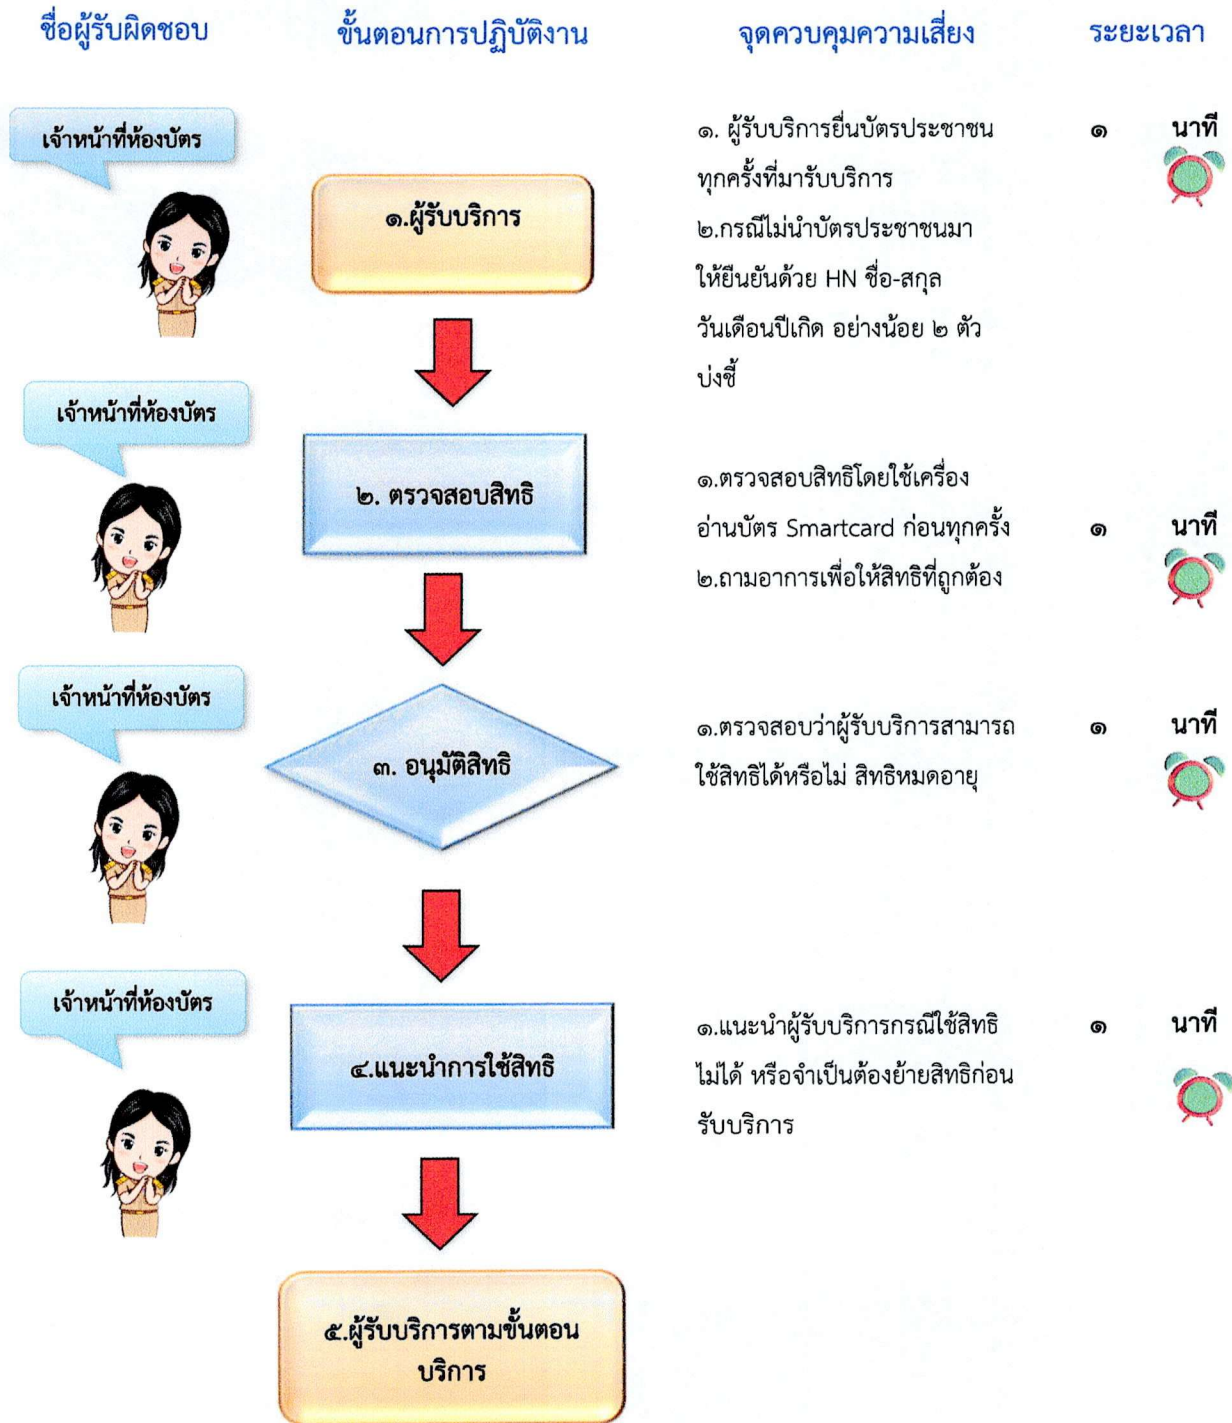 ชื่อผู้รับผิดชอบ ขั้นตอนการปฏิบัติงาน จุดควบคุมความเสี่ยง ระยะเวลา
เจ้าหน้าที่ห้องบัตร
๑.ผู้รับบริการ
๑. ผู้รับบริการยื่นบัตรประชาชน
ทุกครั้งที่มารับบริการ
๒.กรณีไม่นำบัตรประชาชนมา
ให้ยืนยันด้วย HN ชื่อ-สกุล
วันเดือนปีเกิด อย่างน้อย ๒ ตัว
บ่งชี้
๑ นาที
เจ้าหน้าที่ห้องบัตร
๒. ตรวจสอบสิทธิ
๑.ตรวจสอบสิทธิโดยใช้เครื่อง
อ่านบัตร Smartcard ก่อนทุกครั้ง
๒.ถามอาการเพื่อให้สิทธิที่ถูกต้อง
๑ นาที
เจ้าหน้าที่ห้องบัตร
๓. อนุมัติสิทธิ
๑.ตรวจสอบว่าผู้รับบริการสามารถ
ใช้สิทธิได้หรือไม่ สิทธิหมดอายุ
๑ นาที
เจ้าหน้าที่ห้องบัตร
๔.แนะนำการใช้สิทธิ
๑.แนะนำผู้รับบริการกรณีใช้สิทธิ
ไม่ได้ หรือจำเป็นต้องย้ายสิทธิก่อน
รับบริการ
๑ นาที
๕.ผู้รับบริการตามขั้นตอน
บริการ